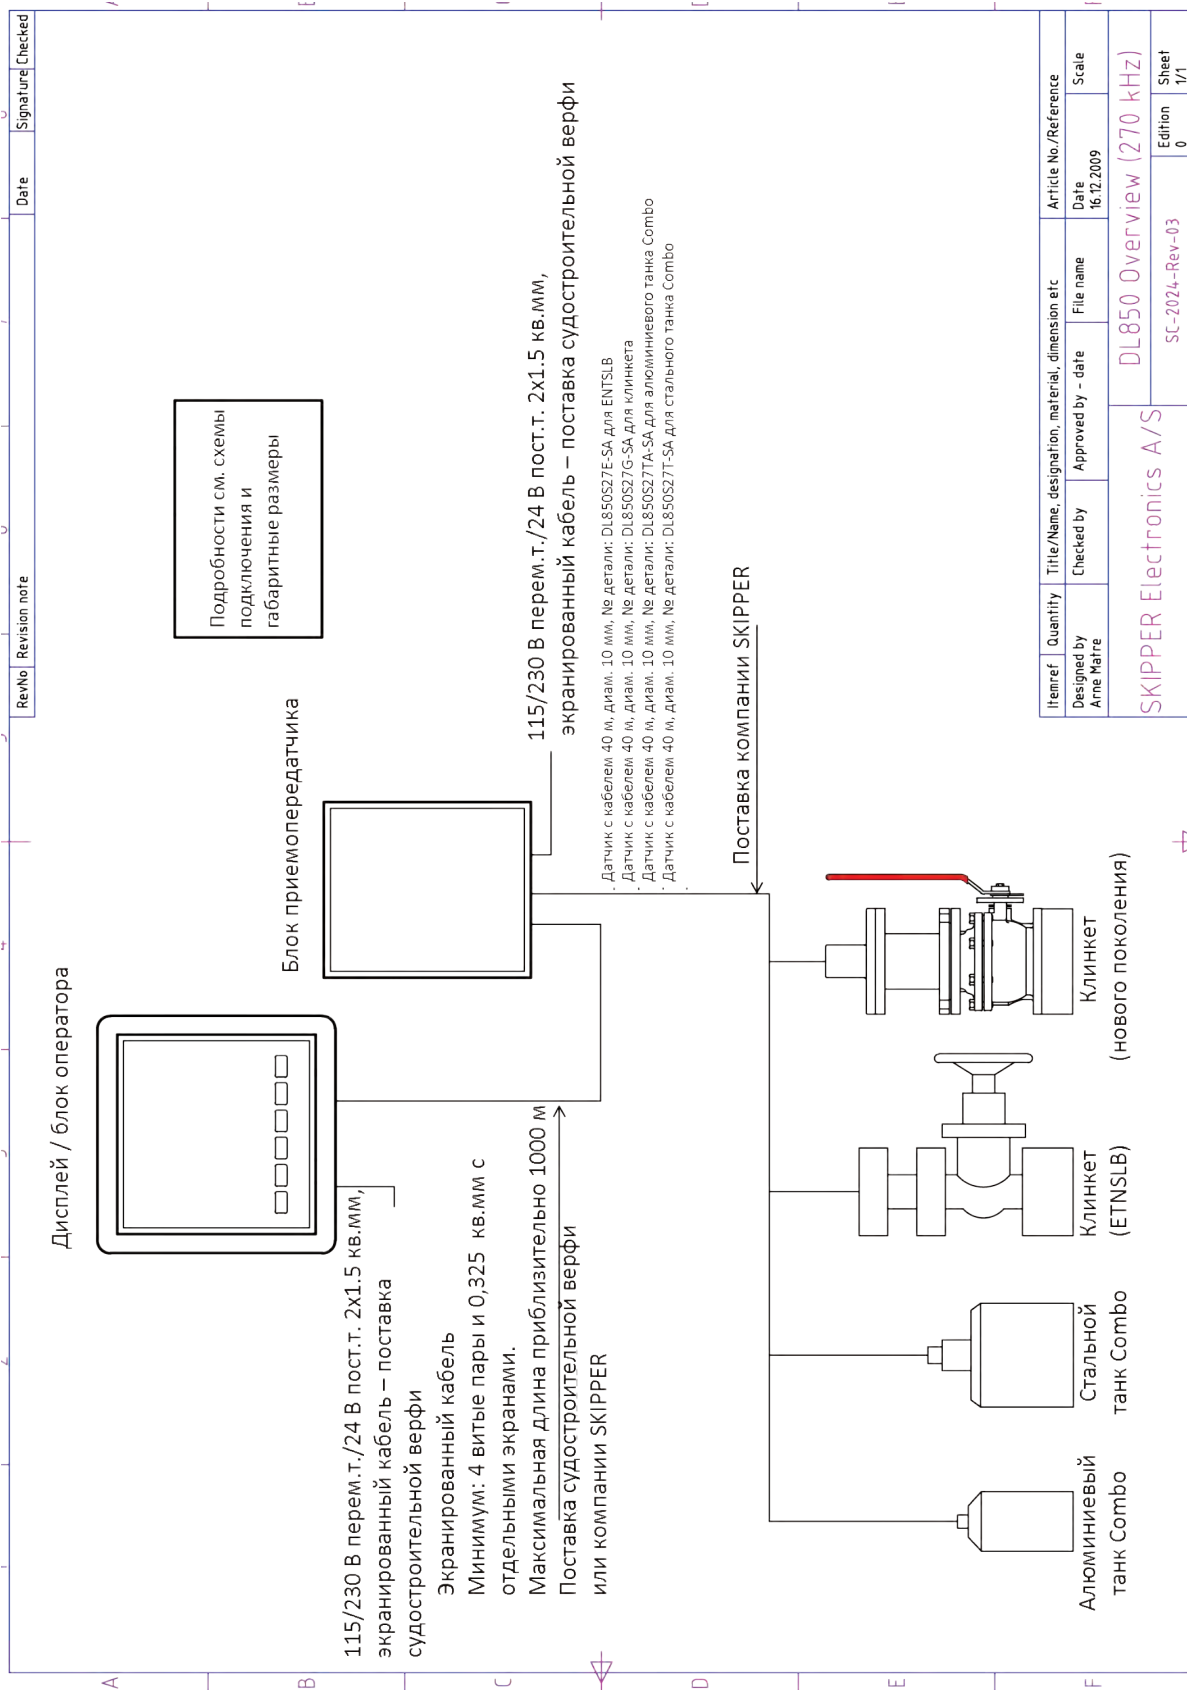 RevNo Revision note Date Signature Checked
Дисплей / блок оператора
Подробности см. схемы
подключения и
габаритные размеры
Блок приемопередатчика
115/230 В перем.т./24 В пост.т. 2х1.5 кв.мм,
экранированный кабель – поставка
судостроительной верфи
115/230 В перем.т./24 В пост.т. 2х1.5 кв.мм,
экранированный кабель – поставка судостроительной верфи
Экранированный кабель
Минимум: 4 витые пары и 0,325 кв.мм с
отдельными экранами.
Максимальная длина приблизительно 1000 м
Поставка судостроительной верфи
или компании SKIPPER
Датчик с кабелем 40 м, диам. 10 мм, № детали: DL850S27E-SA для ENTSLB
Датчик с кабелем 40 м, диам. 10 мм, № детали: DL850S27G-SA для клинкета
Датчик с кабелем 40 м, диам. 10 мм, № детали: DL850S27TA-SA для алюминиевого танка Combo
Датчик с кабелем 40 м, диам. 10 мм, № детали: DL850S27T-SA для стального танка Combo
Поставка компании SKIPPER
Алюминиевый
танк Combo
Стальной
танк Combo
Клинкет
(ETNSLB)
Клинкет
(нового поколения)
Itemref Quantity Title/Name, designation, material, dimension etc Article No./Reference
Designed by Checked by Approved by - date File name Date Scale
Arne Matre 16.12.2009
SKIPPER Electronics A/S DL850 Overview (270 kHz)
SC-2024-Rev-03 Edition Sheet
0 1/1
A
B
C
D
E
F